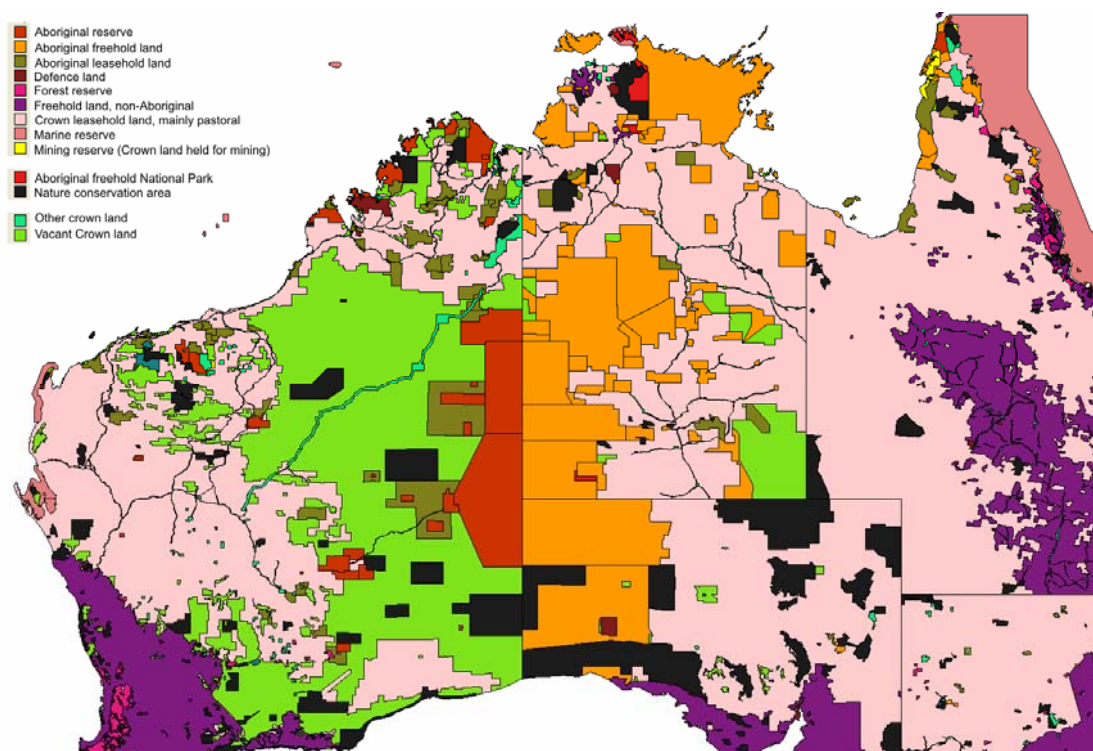 Aboriginal reserve
Aboriginal freehold land
Aboriginal leasehold land
Defence land
Forest reserve
Freehold land, non-Aboriginal
Crown leasehold land, mainly pastoral
Marine reserve
Mining reserve (Crown land held for mining)
Aboriginal freehold National Park
Nature conservation area
Other crown land
Vacant Crown land